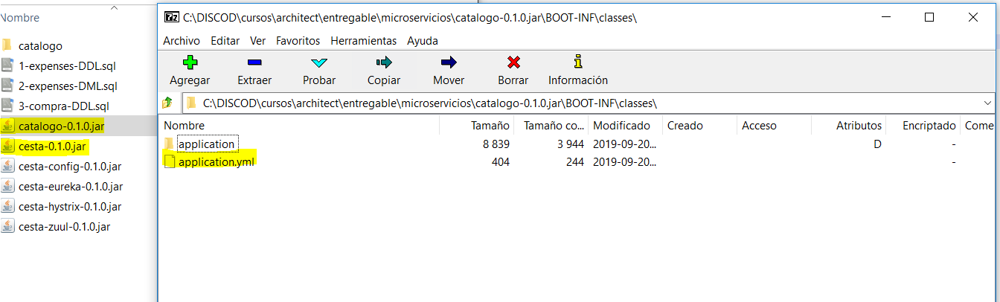 Nombre
catalogo
1-expenses-DDL.sql
2-expenses-DML.sql
3-compra-DDL.sql
catalogo-0.1.0.jar
cesta-0.1.0.jar
cesta-config-0.1.0.jar
cesta-eureka-0.1.0.jar
cesta-hystrix-0.1.0.jar
cesta-zuul-0.1.0.jar
7z C:\DISCOD\cursos\architect\entregable\microservicios\catalogo-0.1.0.jar\BOOT-INF\classes\
Archivo Editar Ver Favoritos Herramientas Ayuda
Agregar Extraer Probar Copiar Mover Borrar Información
C:\DISCOD\cursos\architect\entregable\microservicios\catalogo-0.1.0.jar\BOOT-INF\classes\
Nombre Tamaño Tamaño co... Modificado Creado Acceso Atributos Encriptado Come
application 8 839 3 944 2019-09-20... D -
application.yml 404 244 2019-09-20... -